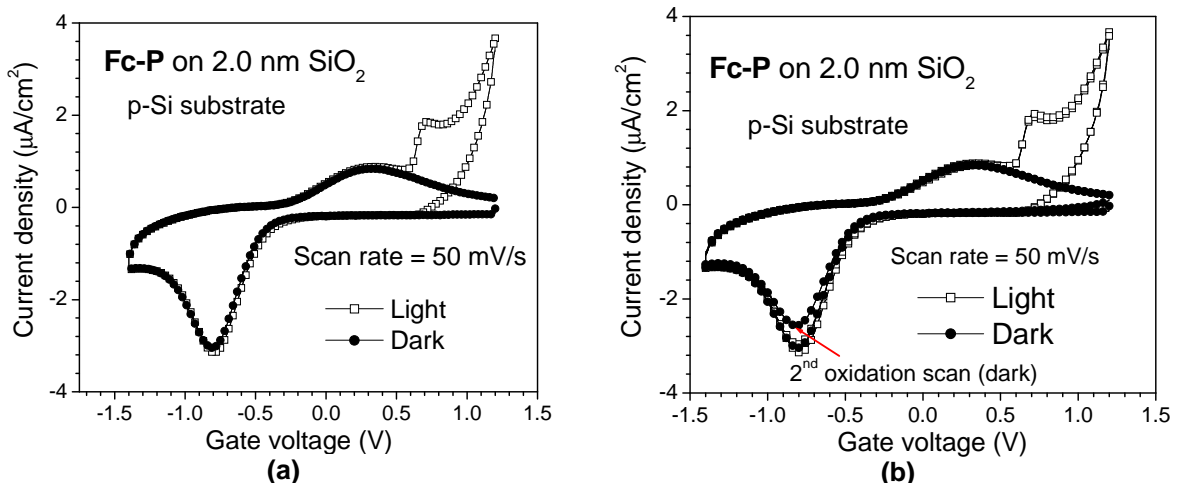 4
2
0
-2
-4
Current density (µA/cm²)
Fc-P on 2.0 nm SiO₂
p-Si substrate
Scan rate = 50 mV/s
Light
Dark
-1.5 -1.0 -0.5 0.0 0.5 1.0 1.5
Gate voltage (V)
(a)
4
2
0
-2
-4
Current density (µA/cm²)
Fc-P on 2.0 nm SiO₂
p-Si substrate
Scan rate = 50 mV/s
Light
Dark
2ⁿᵈ oxidation scan (dark)
-1.5 -1.0 -0.5 0.0 0.5 1.0 1.5
Gate voltage (V)
(b)